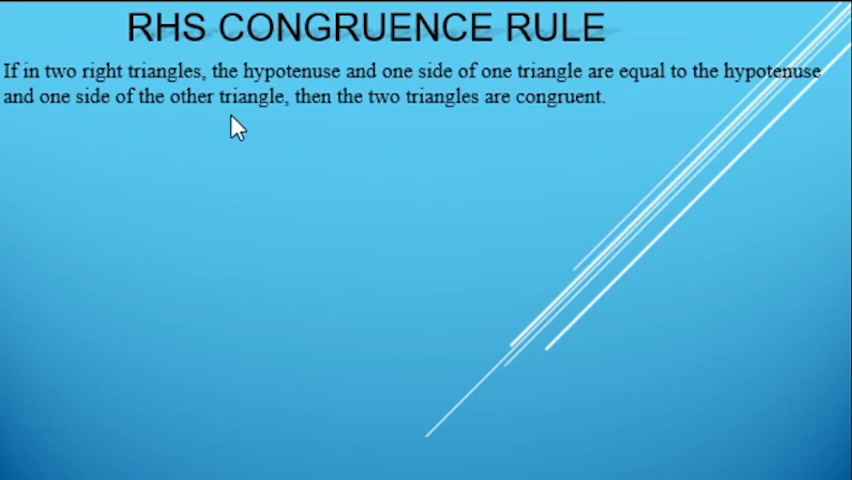 RHS CONGRUENCE RULE
If in two right triangles, the hypotenuse and one side of one triangle are equal to the hypotenuse
and one side of the other triangle, then the two triangles are congruent.